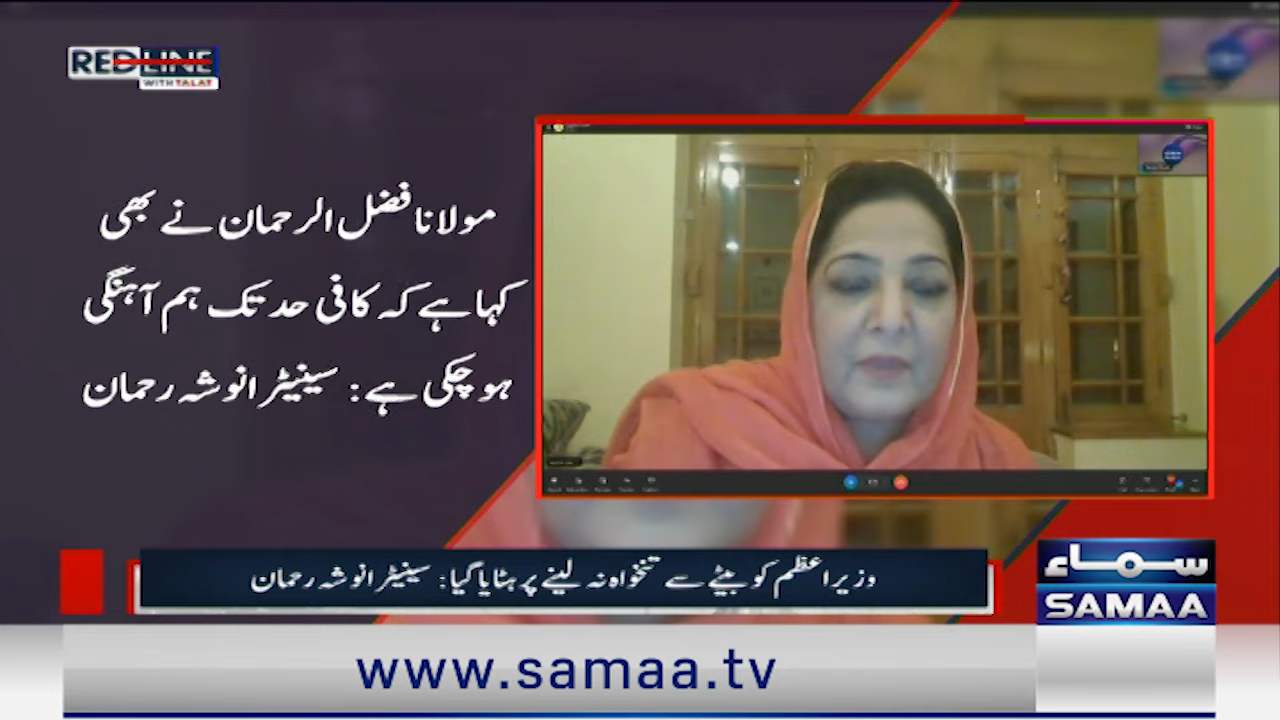 REDLINE
WITH TALAT
مولانا فضل الرحمان نے بھی
کہا ہے کہ کافی حد تک ہم آہنگی
ہو چکی ہے : سینیٹر انوشہ رحمان
وزیراعظم کو بیٹے سے تنخواہ نہ لینے پر ہٹایا گیا : سینیٹر انوشہ رحمان
سماء
SAMAA
www.samaa.tv